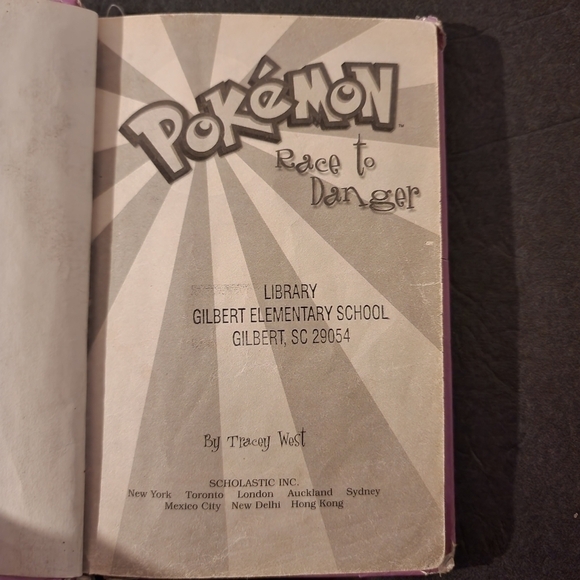 POKéMON™
Race to
Danger
LIBRARY
GILBERT ELEMENTARY SCHOOL
GILBERT, SC 29054
By Tracey West
SCHOLASTIC INC.
New York Toronto London Auckland Sydney
Mexico City New Delhi Hong Kong